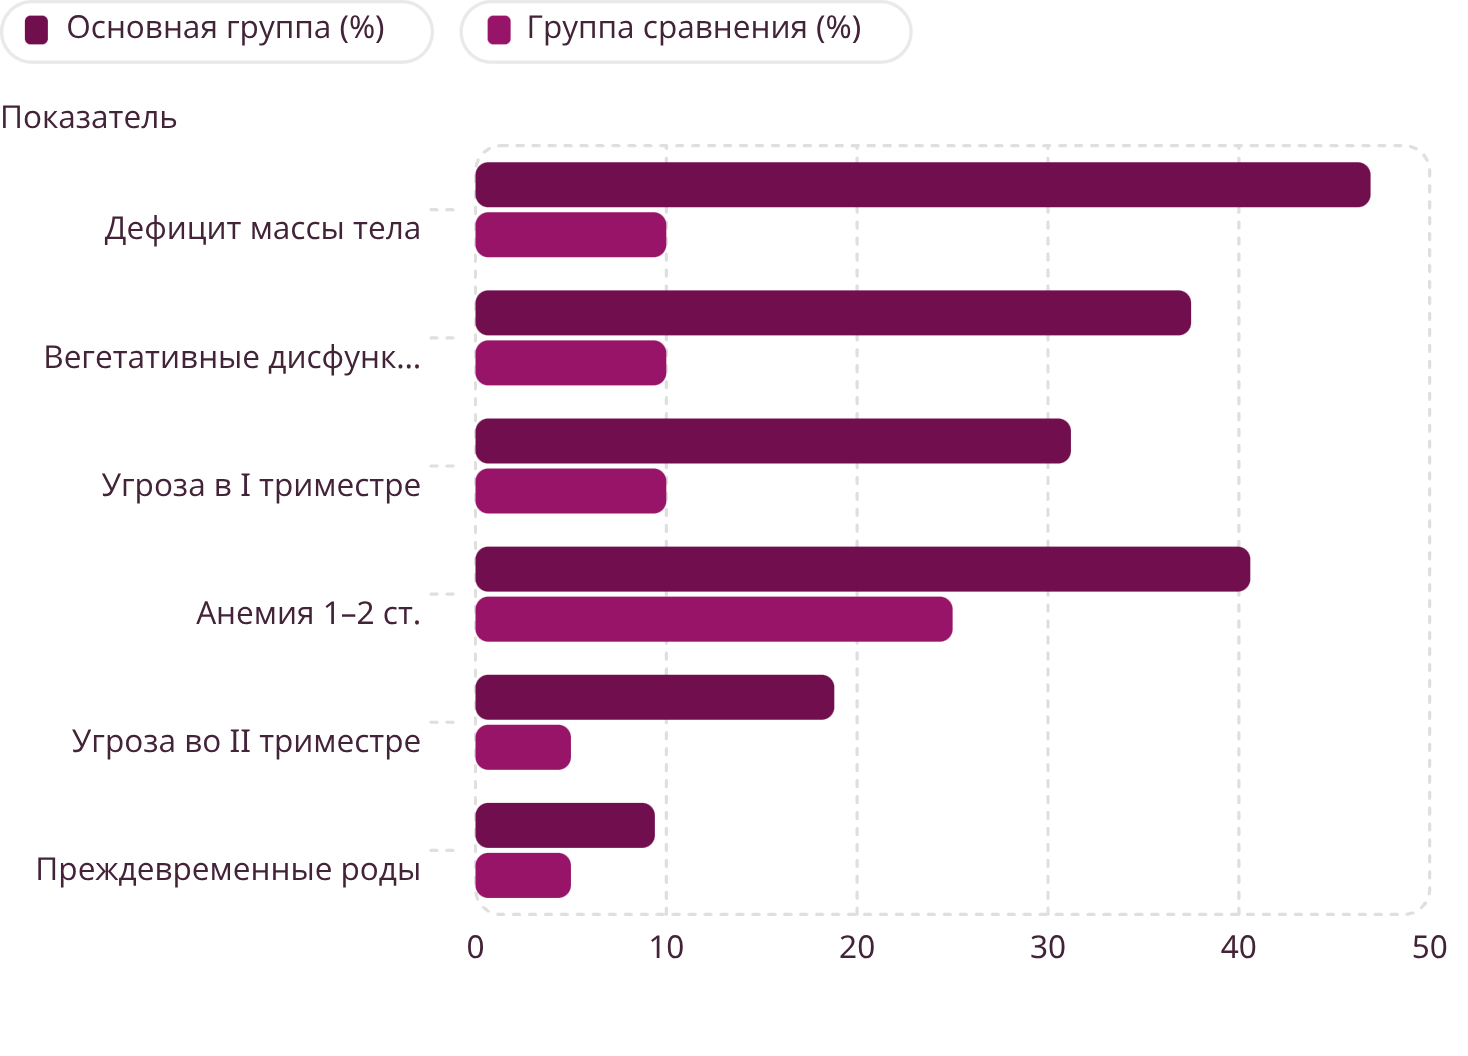 Основная группа (%)
Группа сравнения (%)
Показатель
Дефицит массы тела
Вегетативные дисфунк...
Угроза в I триместре
Анемия 1–2 ст.
Угроза во II триместре
Преждевременные роды
0 10 20 30 40 50